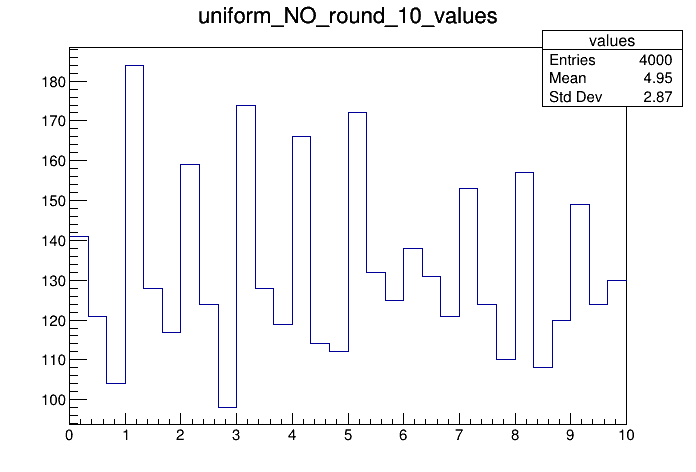 uniform_NO_round_10_values
values
Entries 4000
Mean 4.95
Std Dev 2.87
180
170
160
150
140
130
120
110
100
0 1 2 3 4 5 6 7 8 9 10